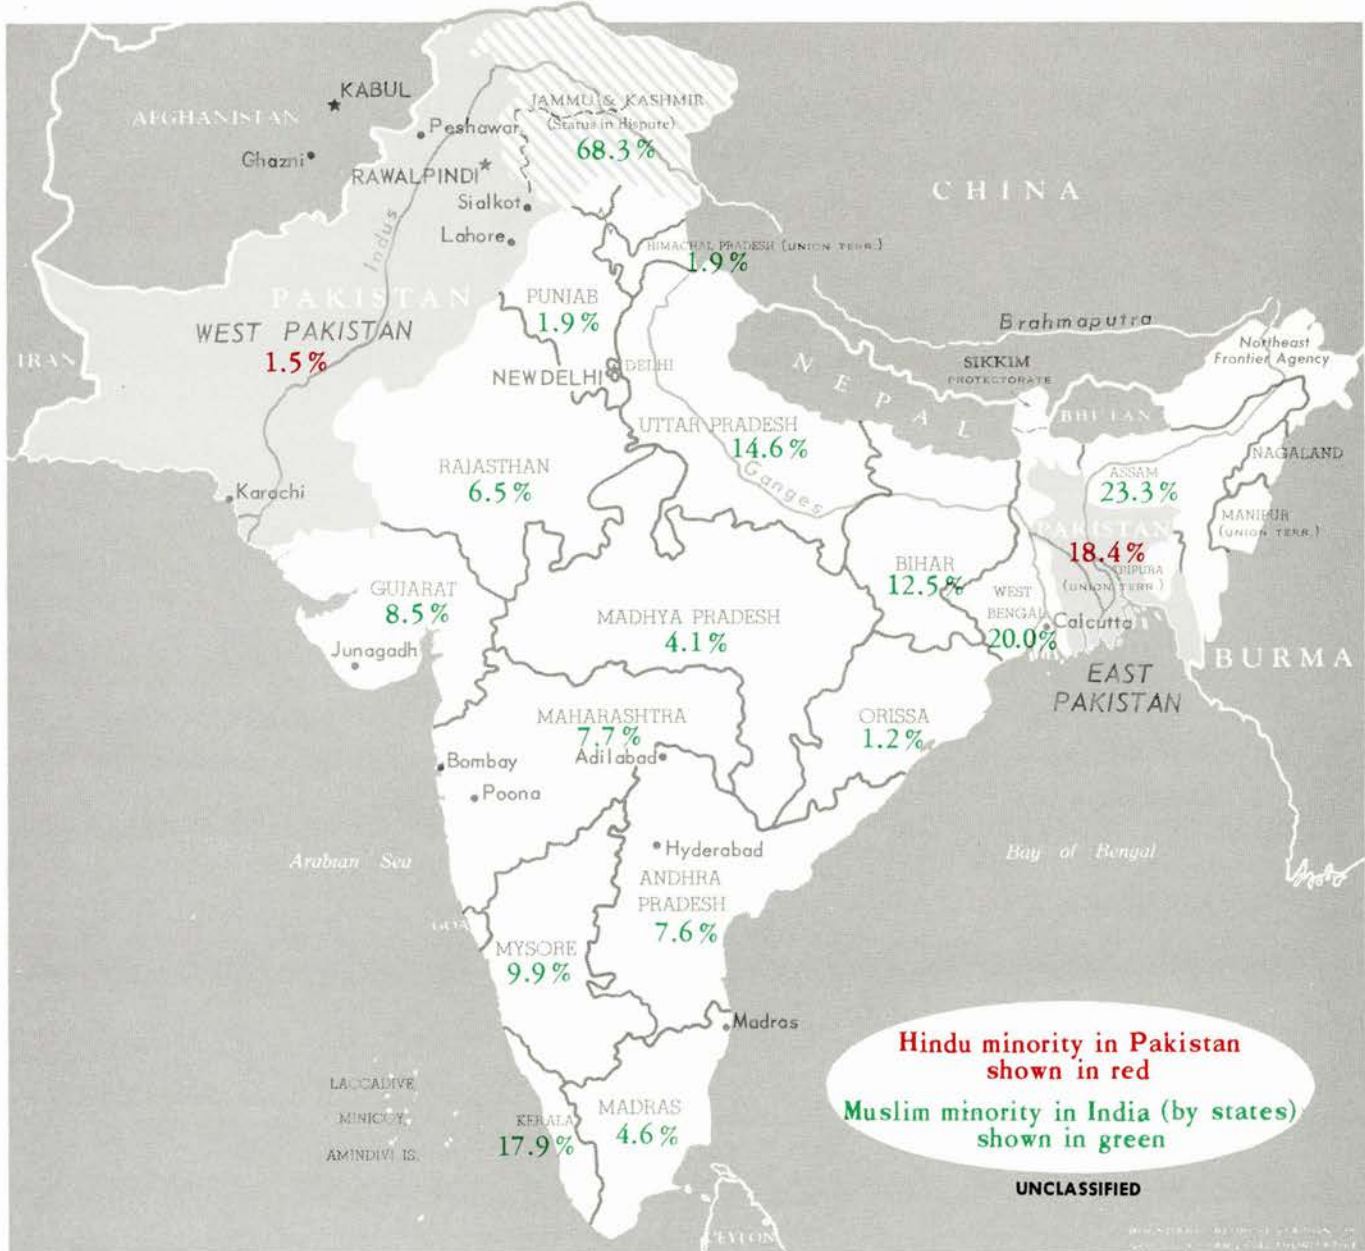 KABUL
AFGHANISTAN
Peshawar
Ghazni
RAWALPINDI
JAMMU & KASHMIR
(Status in dispute)
68.3%
CHINA
Sialkot
Indus
Lahore
HIMACHAL PRADESH (UNION TERR.)
1.9%
PAKISTAN
PUNJAB
1.9%
WEST PAKISTAN
1.5%
IRAN
NEW DELHI
DELHI
Brahmaputra
NEPAL
SIKKIM
PROTECTORATE
Northeast
Frontier Agency
BHUTAN
UTTAR PRADESH
14.6%
Ganges
RAJASTHAN
6.5%
NAGALAND
ASSAM
23.3%
Karachi
MANIPUR
(UNION TERR.)
PAKISTAN
18.4%
TRIPURA
(UNION TERR.)
BIHAR
12.5%
GUJARAT
8.5%
WEST
BENGAL
20.0%
Calcutta
MADHYA PRADESH
4.1%
Junagadh
BURMA
EAST
PAKISTAN
MAHARASHTRA
7.7%
Adilabad
ORISSA
1.2%
Bombay
Poona
Arabian Sea
Hyderabad
Bay of Bengal
ANDHRA
PRADESH
7.6%
GOA
MYSORE
9.9%
Madras
LACCADIVE
MINICOY
AMINDIVI IS.
KERALA
17.9%
MADRAS
4.6%
Hindu minority in Pakistan
shown in red
Muslim minority in India (by states)
shown in green
UNCLASSIFIED
CEYLON